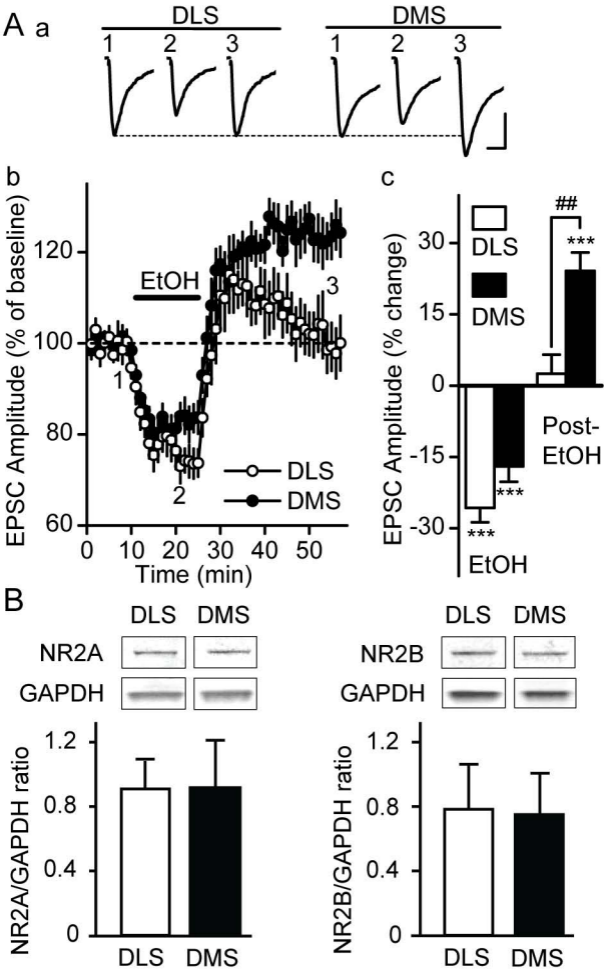 A a
DLS DMS
1 2 3 1 2 3
b
EPSC Amplitude (% of baseline)
120
100
80
60
EtOH
1
2
3
DLS
DMS
0 10 20 30 40 50
Time (min)
c
EPSC Amplitude (% change)
30
15
0
-15
-30
DLS
DMS
##
***
Post-
EtOH
***
***
EtOH
B
DLS DMS
NR2A
GAPDH
NR2A/GAPDH ratio
1.2
0.8
0.4
0
DLS DMS
DLS DMS
NR2B
GAPDH
NR2B/GAPDH ratio
1.2
0.8
0.4
0
DLS DMS